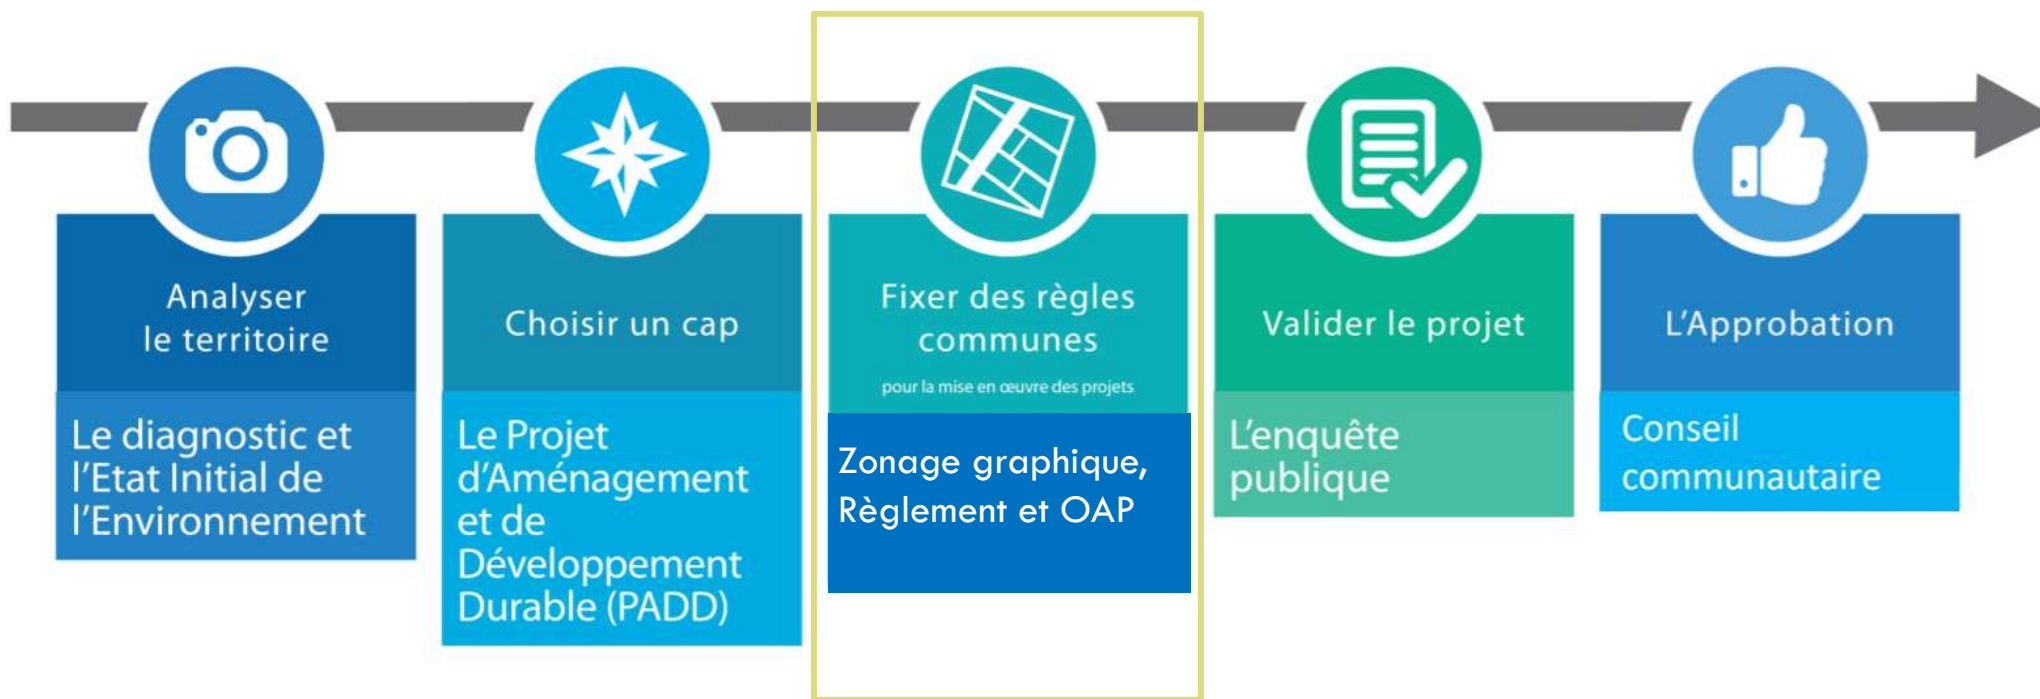 Analyser
le territoire
Le diagnostic et
l'Etat Initial de
l'Environnement
Choisir un cap
Le Projet
d'Aménagement
et de
Développement
Durable (PADD)
Fixer des règles
communes
pour la mise en œuvre des projets
Zonage graphique,
Règlement et OAP
Valider le projet
L'enquête
publique
L'Approbation
Conseil
communautaire